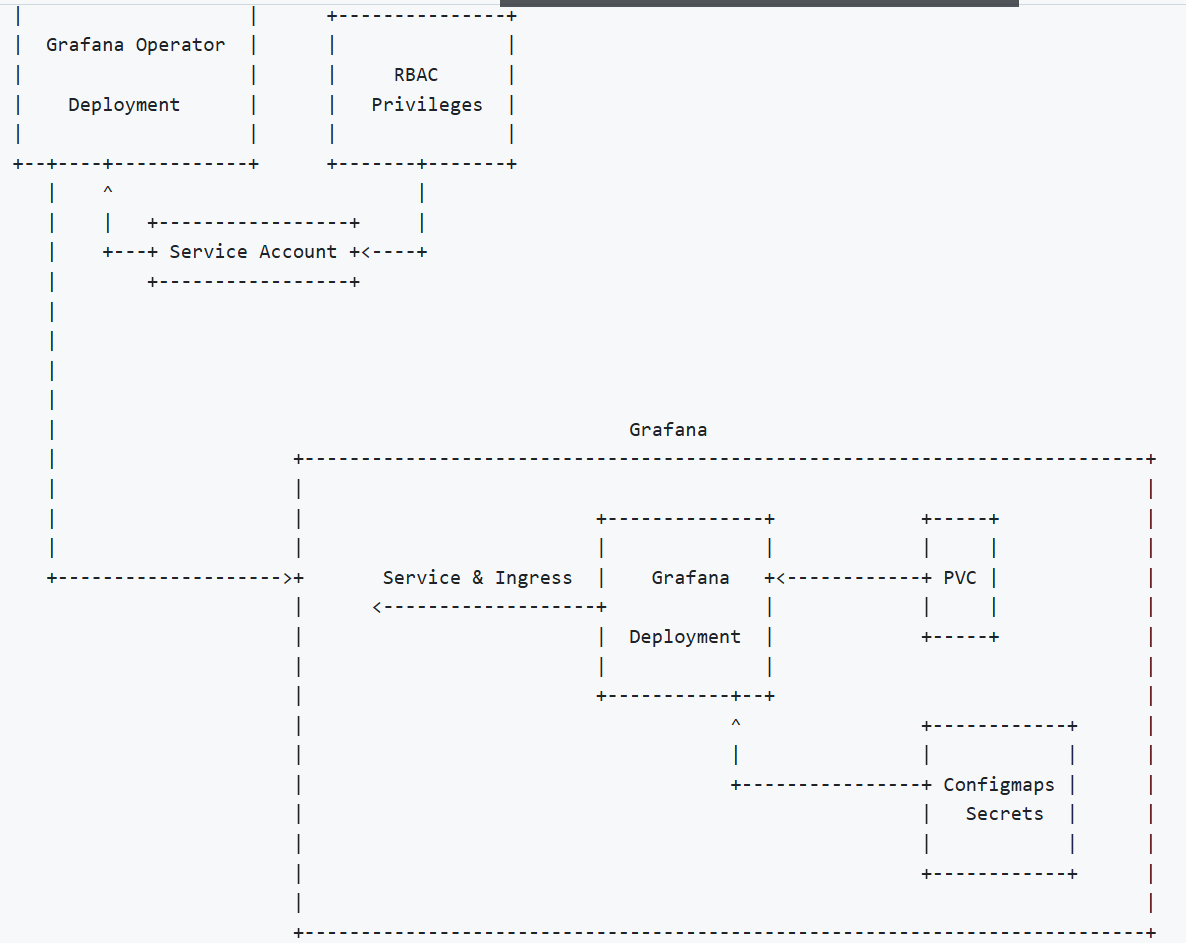 Grafana Operator
Deployment
RBAC
Privileges
Service Account
Grafana
Service & Ingress
Grafana
Deployment
PVC
Configmaps
Secrets